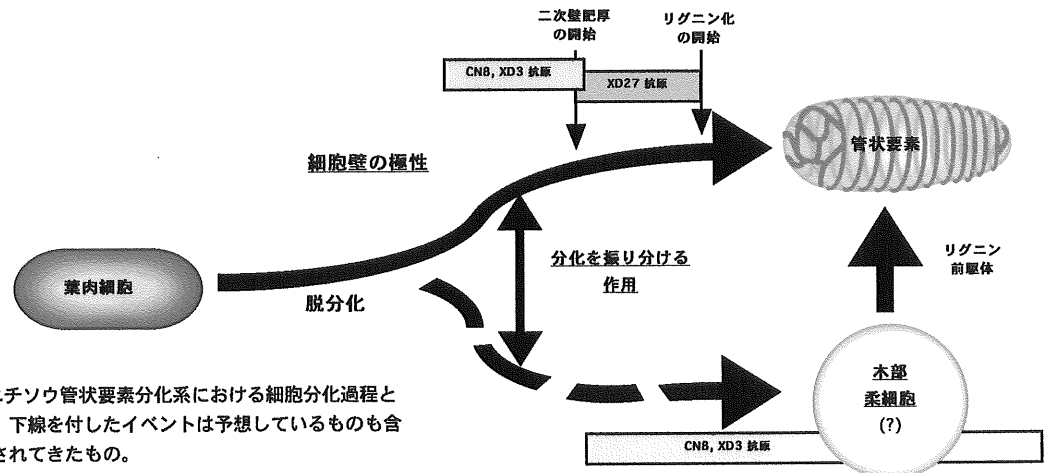 二次壁肥厚
の開始
リグニン化
の開始
CN8, XD3 抗原
XD27 抗原
細胞壁の極性
管状要素
葉肉細胞
脱分化
分化を振り分ける
作用
リグニン
前駆体
木部
柔細胞
(?)
CN8, XD3 抗原
ニチソウ管状要素分化系における細胞分化過程と
下線を付したイベントは予想しているものも含
されてきたもの。